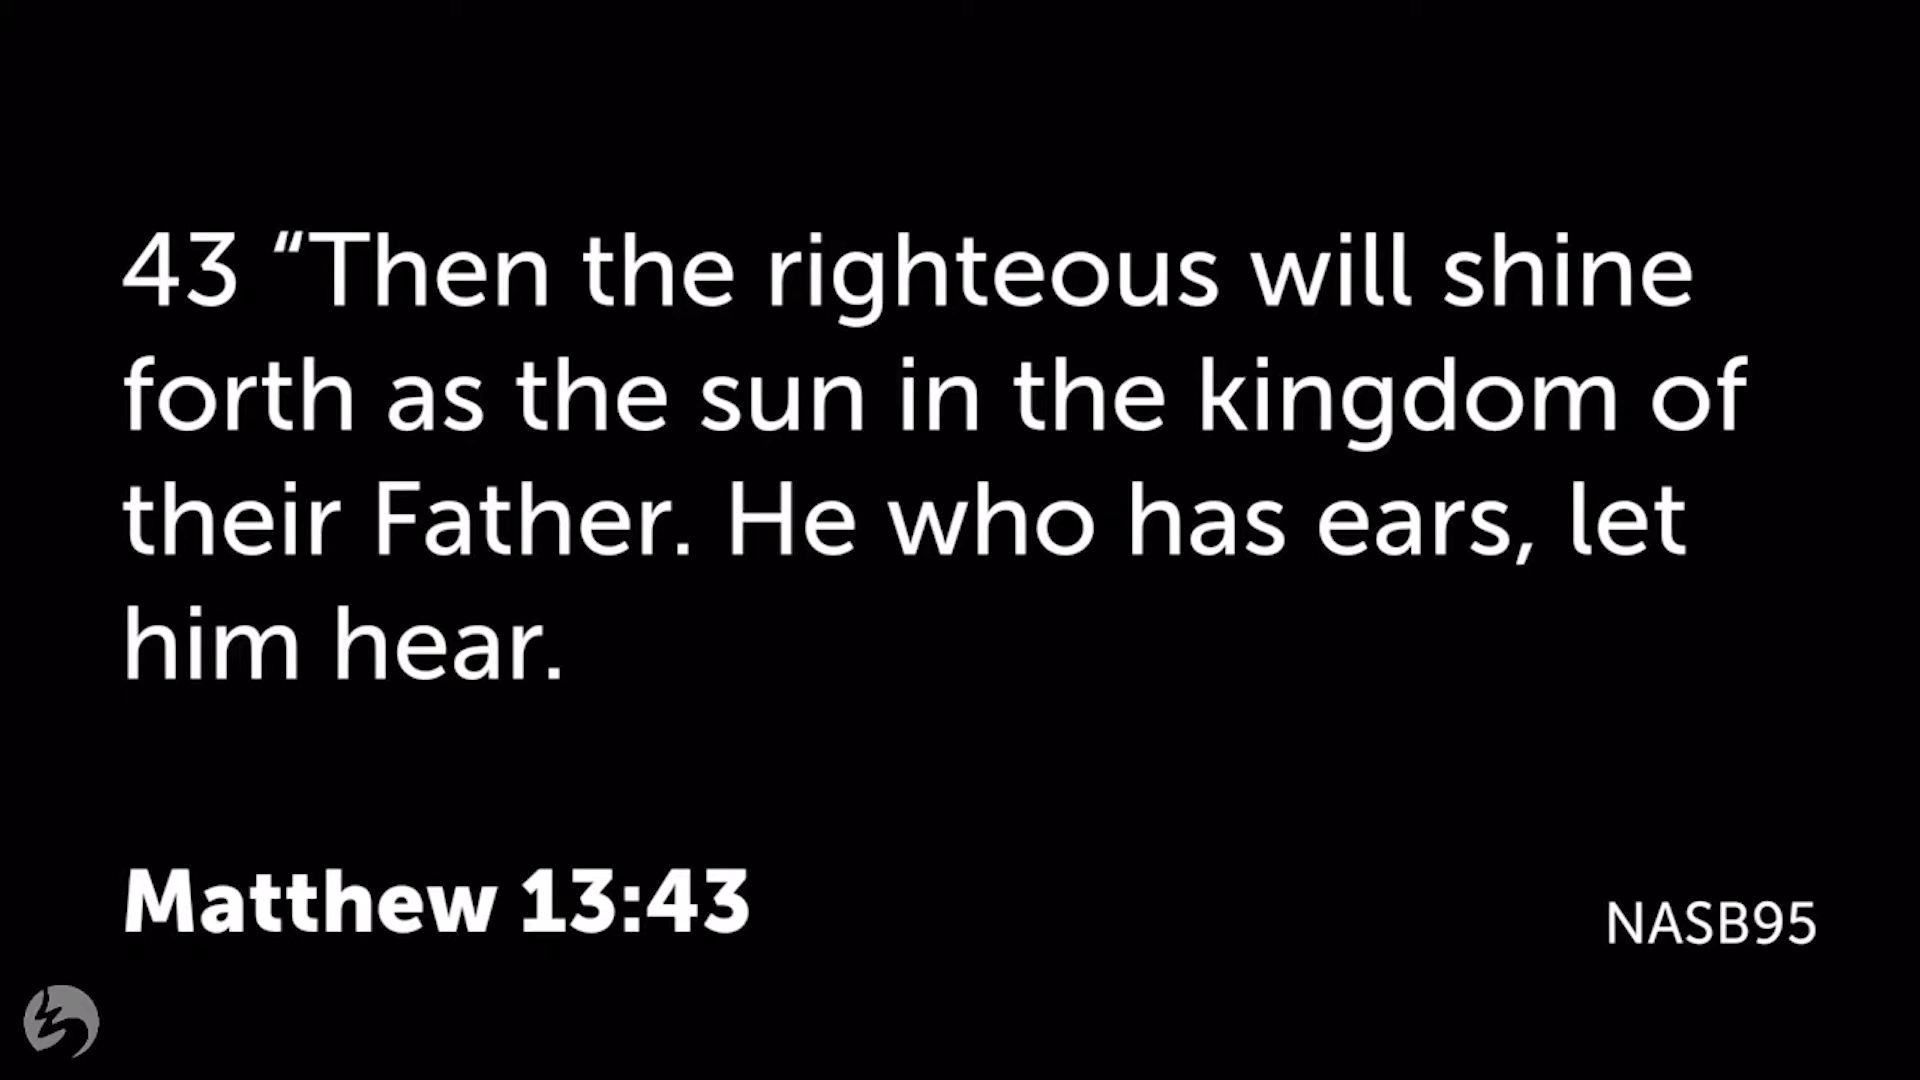 43 “Then the righteous will shine
forth as the sun in the kingdom of
their Father. He who has ears, let
him hear.
Matthew 13:43
NASB95